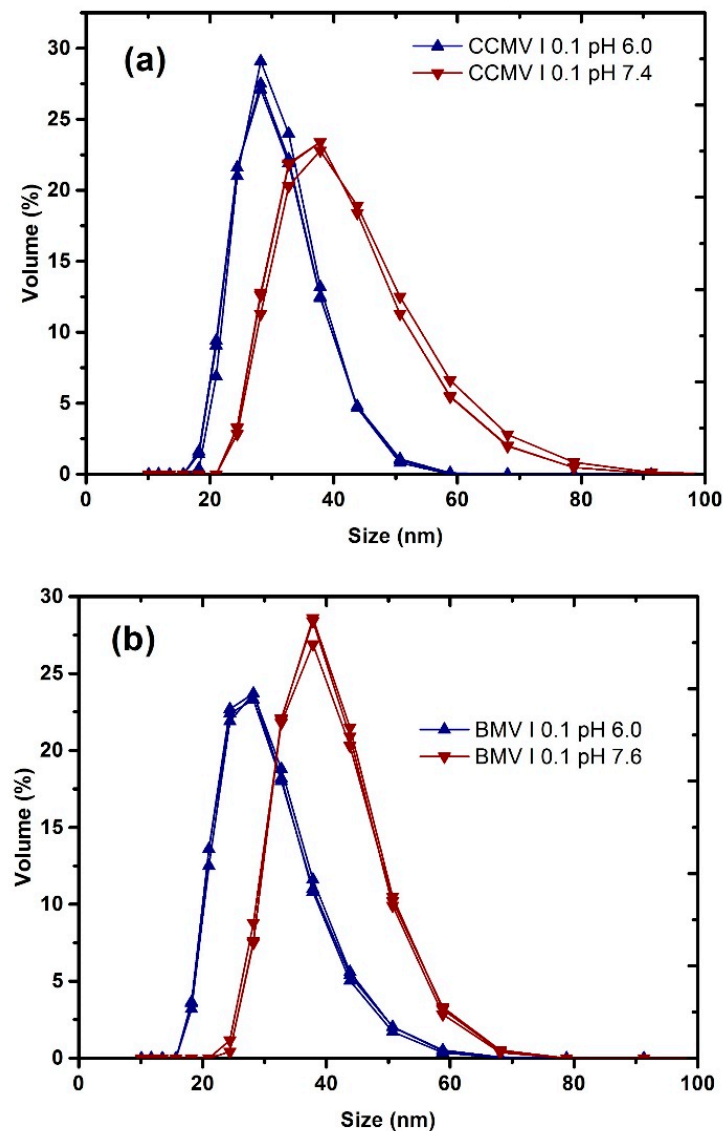 (a)
CCMV I 0.1 pH 6.0
CCMV I 0.1 pH 7.4
30
25
20
15
10
5
0
Volume (%)
0 20 40 60 80 100
Size (nm)
(b)
BMV I 0.1 pH 6.0
BMV I 0.1 pH 7.6
30
25
20
15
10
5
0
Volume (%)
0 20 40 60 80 100
Size (nm)